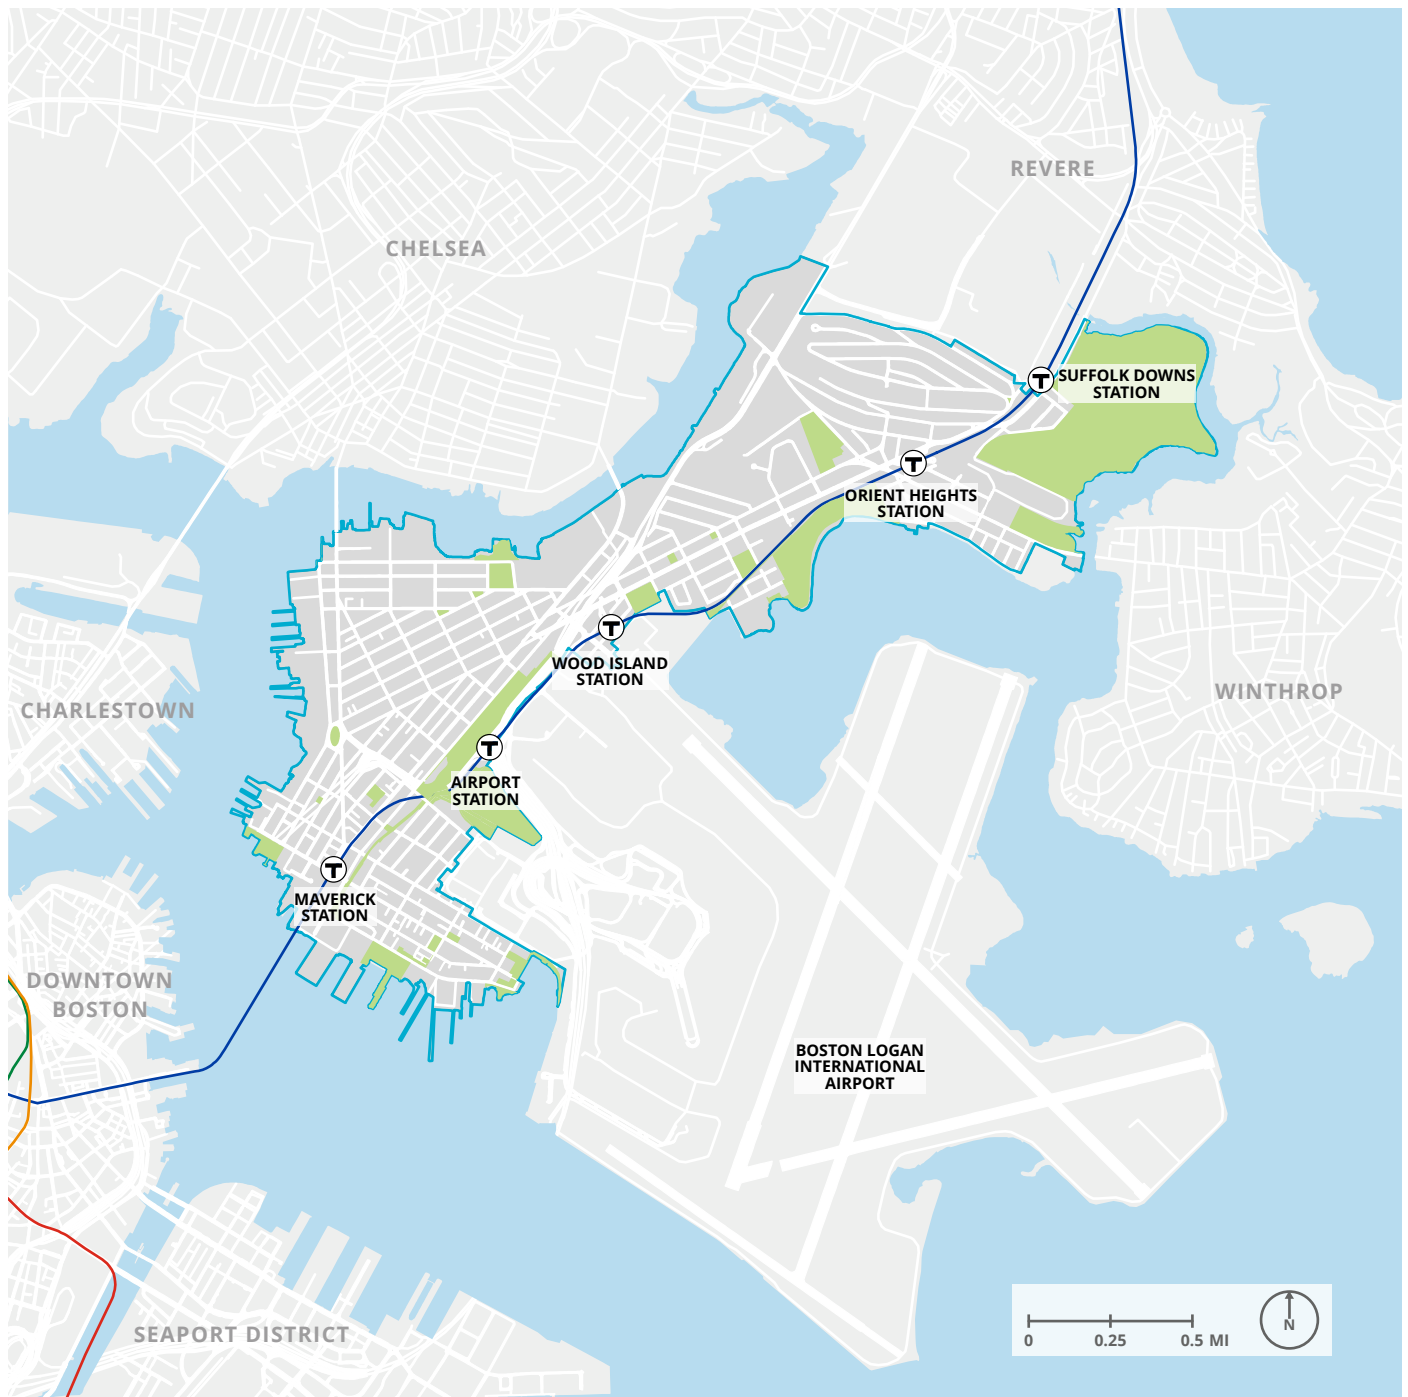 REVERE
CHELSEA
T
SUFFOLK DOWNS
STATION
T
ORIENT HEIGHTS
STATION
T
WOOD ISLAND
STATION
WINTHROP
CHARLESTOWN
T
AIRPORT
STATION
T
MAVERICK
STATION
DOWNTOWN
BOSTON
BOSTON LOGAN
INTERNATIONAL
AIRPORT
SEAPORT DISTRICT
0 0.25 0.5 MI
N